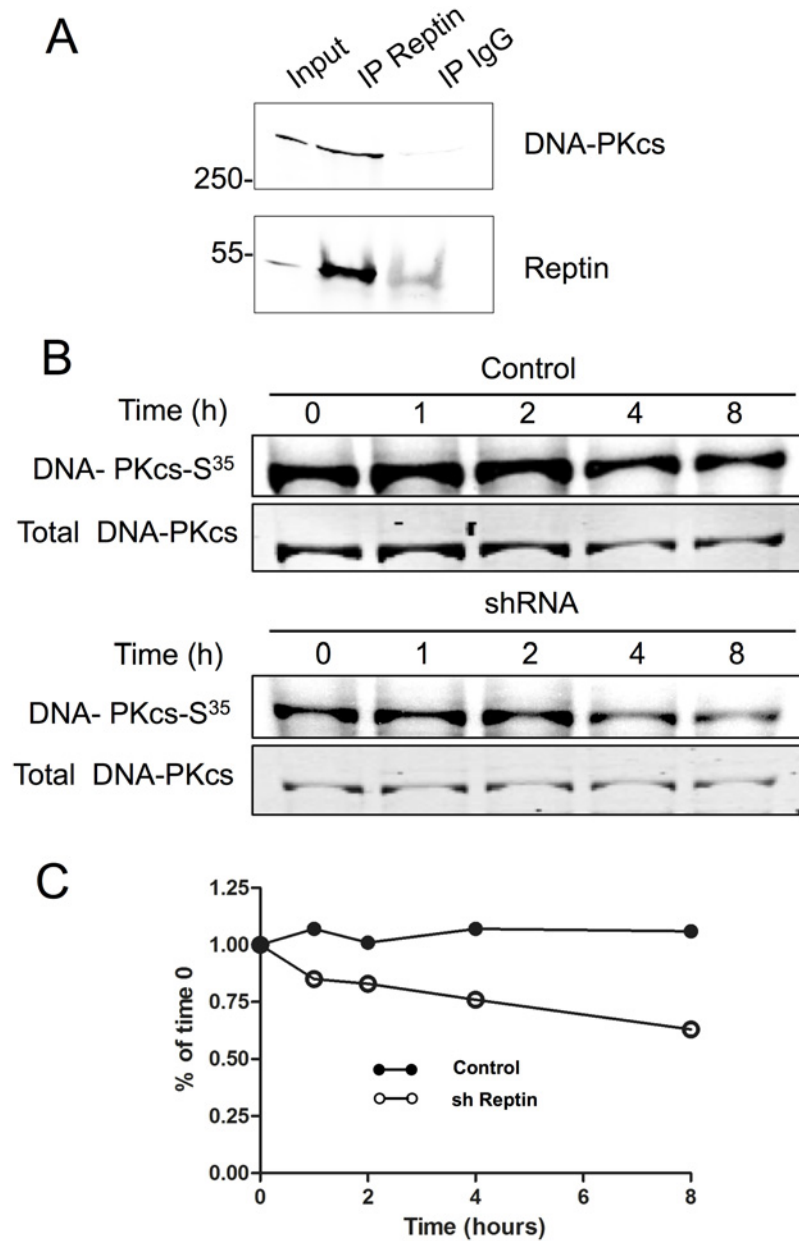 A
Input IP Reptin IP IgG
DNA-PKcs
250-
55-
Reptin
B
Control
Time (h) 0 1 2 4 8
DNA- PKcs-S³⁵
Total DNA-PKcs
shRNA
Time (h) 0 1 2 4 8
DNA- PKcs-S³⁵
Total DNA-PKcs
C
1.25
1.00
0.75
0.50
0.25
0.00
% of time 0
Control
sh Reptin
0 2 4 6 8
Time (hours)